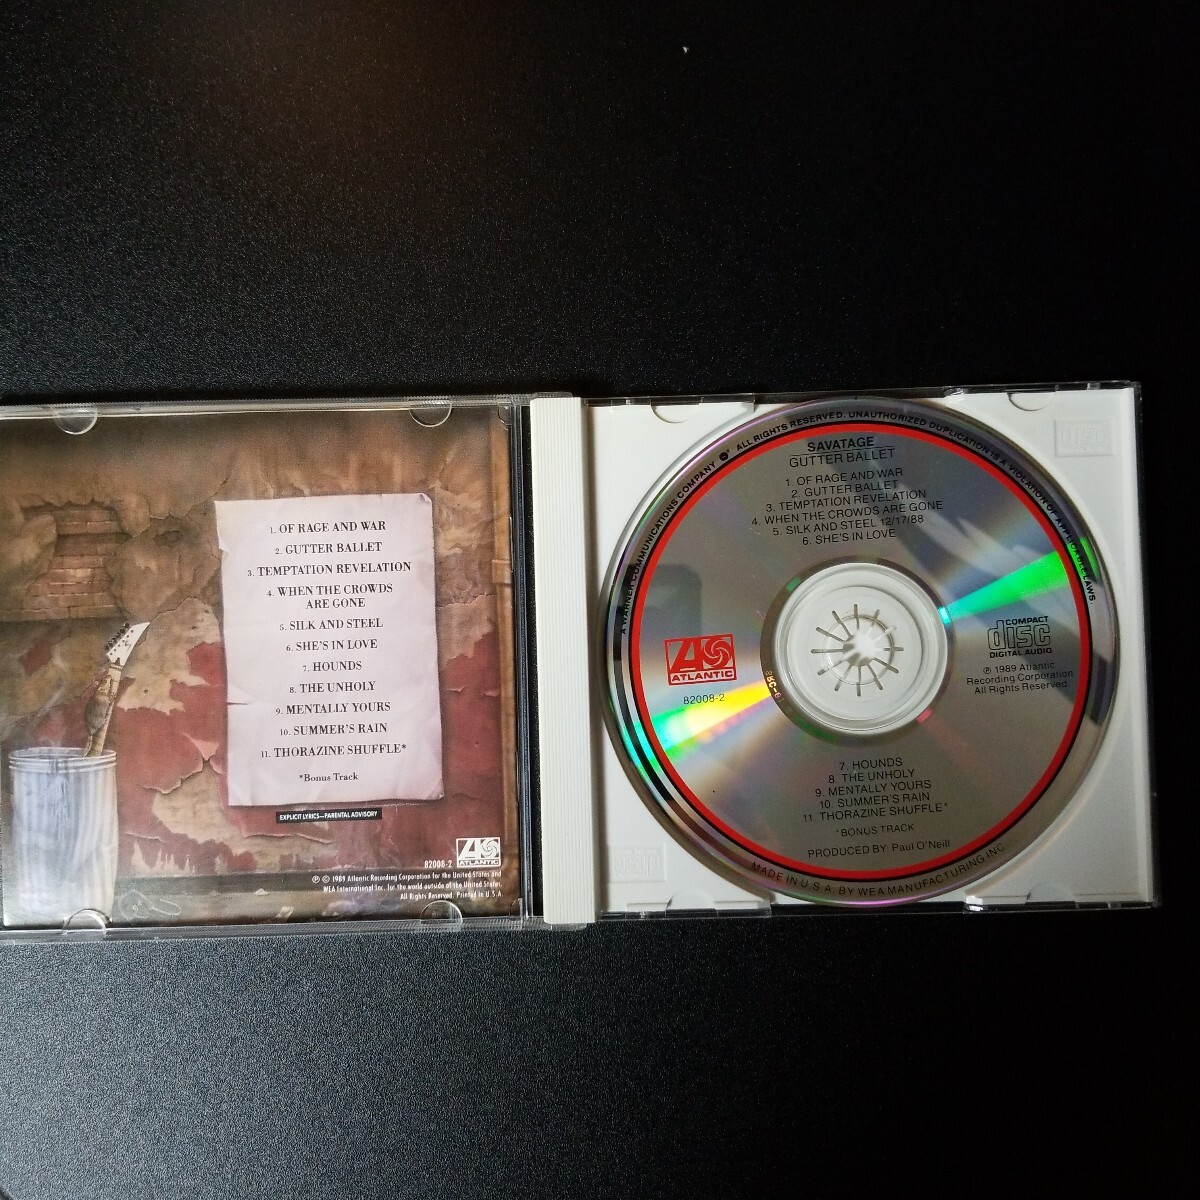 1. OF RAGE AND WAR
2. GUTTER BALLET
3. TEMPTATION REVELATION
4. WHEN THE CROWDS
ARE GONE
5. SILK AND STEEL
6. SHE'S IN LOVE
7. HOUNDS
8. THE UNHOLY
9. MENTALLY YOURS
10. SUMMER'S RAIN
11. THORAZINE SHUFFLE*
*Bonus Track
EXPLICIT LYRICS—PARENTAL ADVISORY
82008-2
ATLANTIC
℗ © 1989 Atlantic Recording Corporation for the United States and
WEA International Inc. for the world outside of the United States.
All Rights Reserved. Printed in U.S.A.
A WARNER COMMUNICATIONS COMPANY ALL RIGHTS RESERVED. UNAUTHORIZED DUPLICATION IS A VIOLATION OF APPLICABLE LAWS.
SAVATAGE
GUTTER BALLET
1. OF RAGE AND WAR
2. GUTTER BALLET
3. TEMPTATION REVELATION
4. WHEN THE CROWDS ARE GONE
5. SILK AND STEEL 12/17/88
6. SHE'S IN LOVE
ATLANTIC
82008-2
COMPACT
disc
DIGITAL AUDIO
℗ 1989 Atlantic
Recording Corporation
All Rights Reserved.
7. HOUNDS
8. THE UNHOLY
9. MENTALLY YOURS
10. SUMMER'S RAIN
11. THORAZINE SHUFFLE*
*BONUS TRACK
PRODUCED BY: Paul O'Neill
MADE IN U.S.A. BY WEA MANUFACTURING INC.